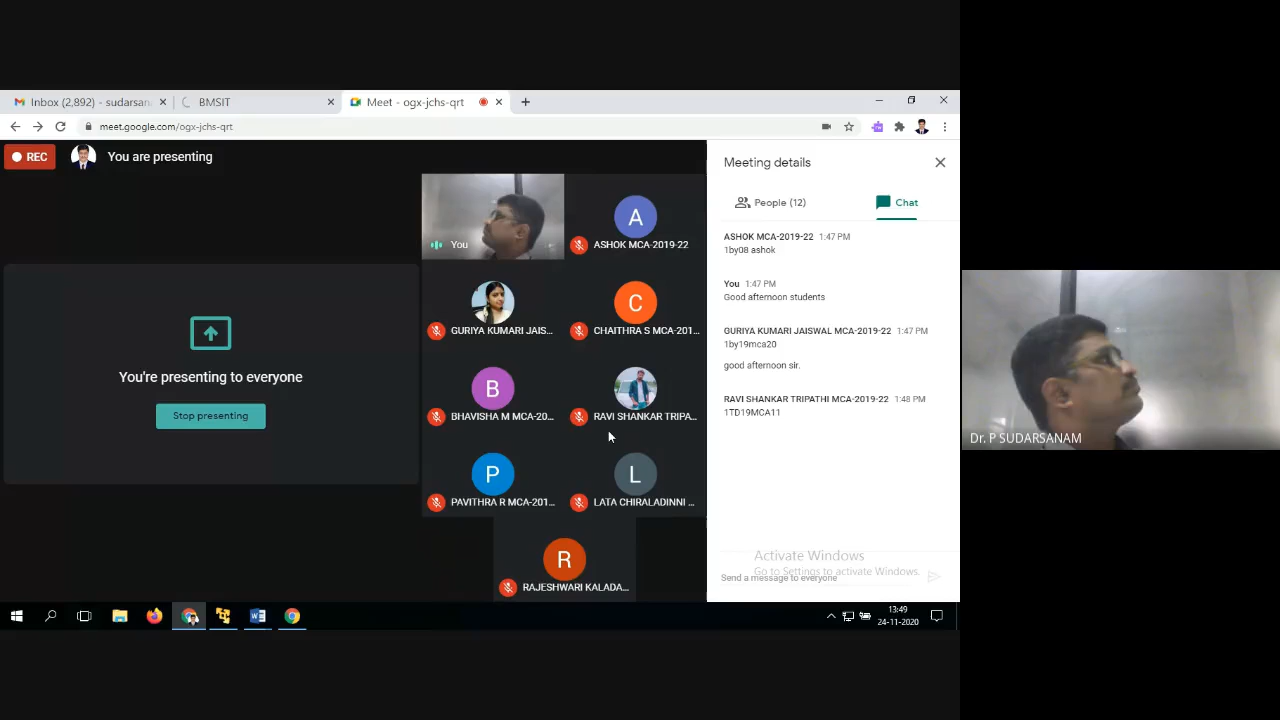 Inbox (2,892) - sudarsan
BMSIT
Meet - ogx-jchs-qrt
meet.google.com/ogx-jchs-qrt
REC
You are presenting
You're presenting to everyone
Stop presenting
You
A
ASHOK MCA-2019-22
GURIYA KUMARI JAIS...
C
CHAITHRA S MCA-201...
B
BHAVISHA M MCA-20...
RAVI SHANKAR TRIPA...
P
PAVITHRA R MCA-201...
L
LATA CHIRALADINNI ...
R
RAJESHWARI KALADA...
Meeting details
People (12)
Chat
ASHOK MCA-2019-22 1:47 PM
1by08 ashok
You 1:47 PM
Good afternoon students
GURIYA KUMARI JAISWAL MCA-2019-22 1:47 PM
1by19mca20
good afternoon sir.
RAVI SHANKAR TRIPATHI MCA-2019-22 1:48 PM
1TD19MCA11
Activate Windows
Go to Settings to activate Windows.
Send a message to everyone
13:49
24-11-2020
Dr. P SUDARSANAM